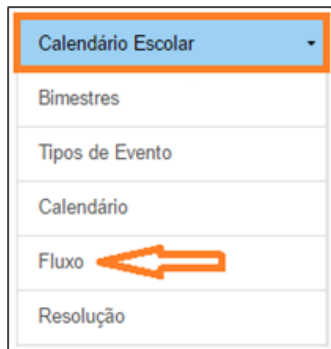 Calendário Escolar
Bimestres
Tipos de Evento
Calendário
Fluxo
Resolução